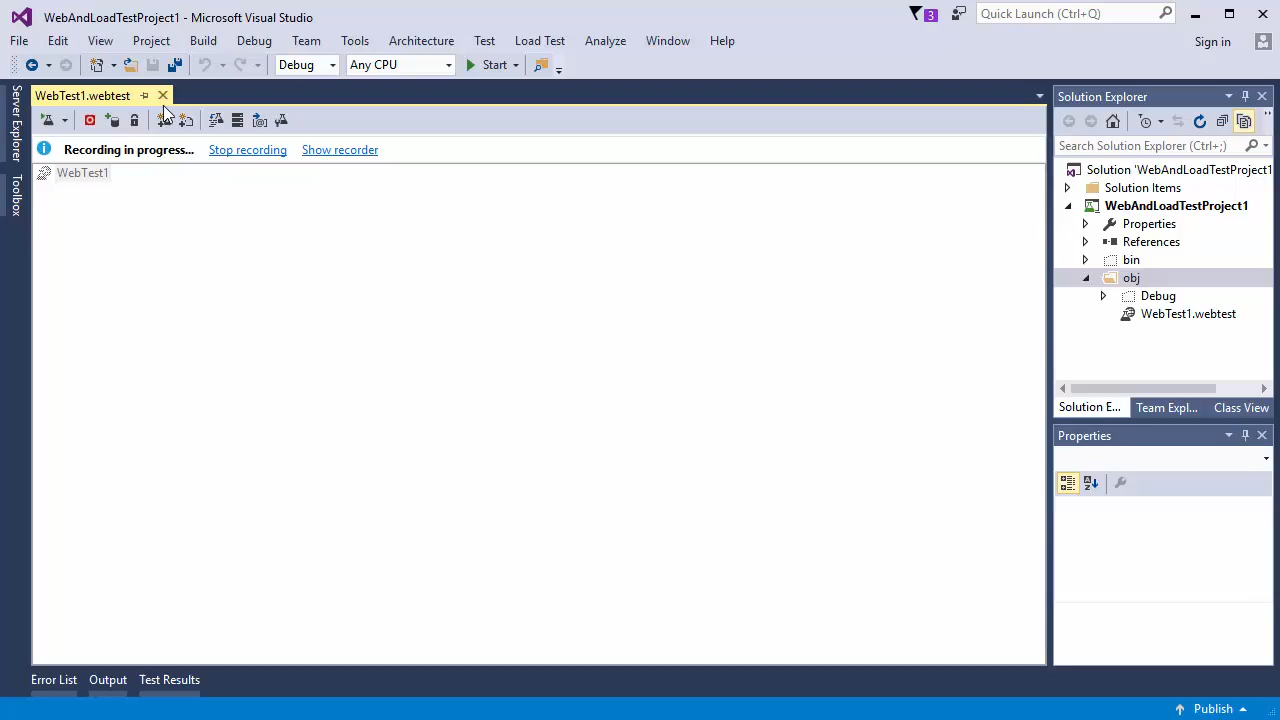 WebAndLoadTestProject1 - Microsoft Visual Studio
3
Quick Launch (Ctrl+Q)
File Edit View Project Build Debug Team Tools Architecture Test Load Test Analyze Window Help
Sign in
Debug Any CPU Start
Server Explorer
Toolbox
WebTest1.webtest
Recording in progress... Stop recording Show recorder
WebTest1
Solution Explorer
Search Solution Explorer (Ctrl+;)
Solution 'WebAndLoadTestProject1
Solution Items
WebAndLoadTestProject1
Properties
References
bin
obj
Debug
WebTest1.webtest
Solution E... Team Expl... Class View
Properties
Error List Output Test Results
Publish